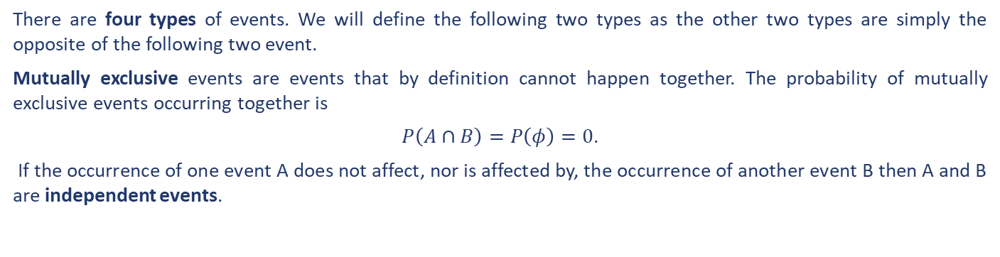 There are four types of events. We will define the following two types as the other two types are simply the
opposite of the following two event.
Mutually exclusive events are events that by definition cannot happen together. The probability of mutually
exclusive events occurring together is
P(A ∩ B) = P(ϕ) = 0.
If the occurrence of one event A does not affect, nor is affected by, the occurrence of another event B then A and B
are independent events.